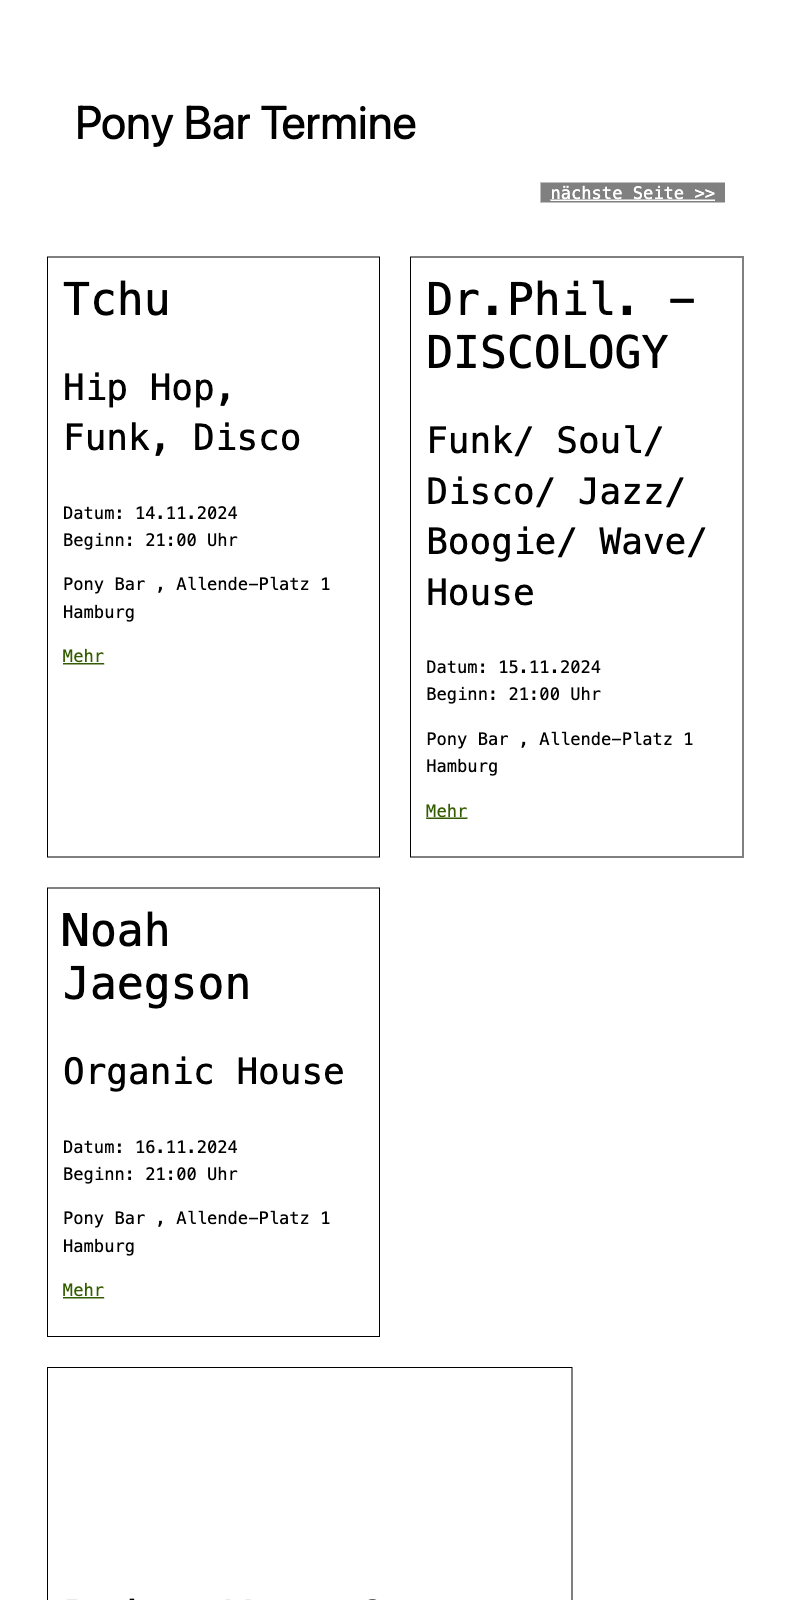 Pony Bar Termine
nächste Seite >>
Tchu
Hip Hop,
Funk, Disco
Datum: 14.11.2024
Beginn: 21:00 Uhr
Pony Bar , Allende-Platz 1
Hamburg
Mehr
Dr.Phil. -
DISCOLOGY
Funk/ Soul/
Disco/ Jazz/
Boogie/ Wave/
House
Datum: 15.11.2024
Beginn: 21:00 Uhr
Pony Bar , Allende-Platz 1
Hamburg
Mehr
Noah
Jaegson
Organic House
Datum: 16.11.2024
Beginn: 21:00 Uhr
Pony Bar , Allende-Platz 1
Hamburg
Mehr